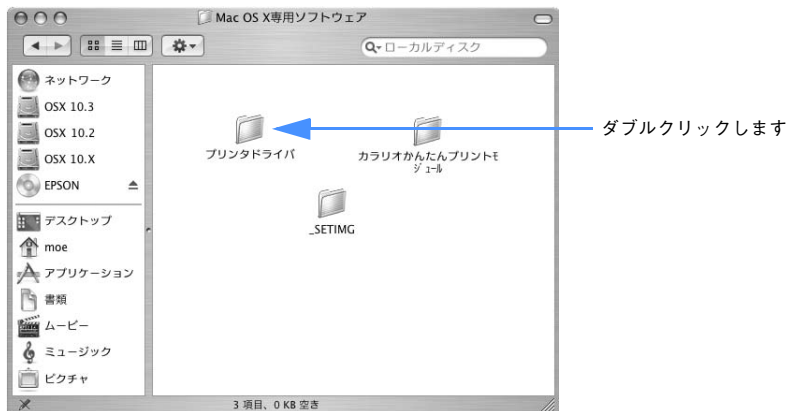 Mac OS X専用ソフトウェア
ローカルディスク
ネットワーク
OSX 10.3
OSX 10.2
OSX 10.X
EPSON
デスクトップ
moe
アプリケーション
書類
ムービー
ミュージック
ピクチャ
プリンタドライバ
カラリオかんたんプリントモ
ジュール
_SETIMG
ダブルクリックします
3 項目、0 KB 空き